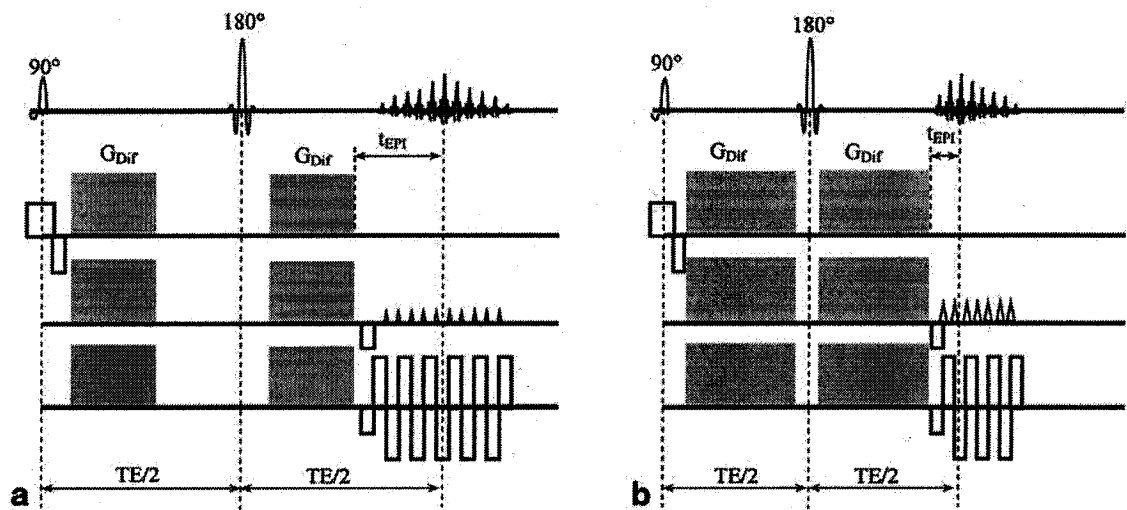 180°
90°
G_Dif
G_Dif
t_EPI
TE/2
TE/2
a
180°
90°
G_Dif
G_Dif
t_EPI
TE/2
TE/2
b